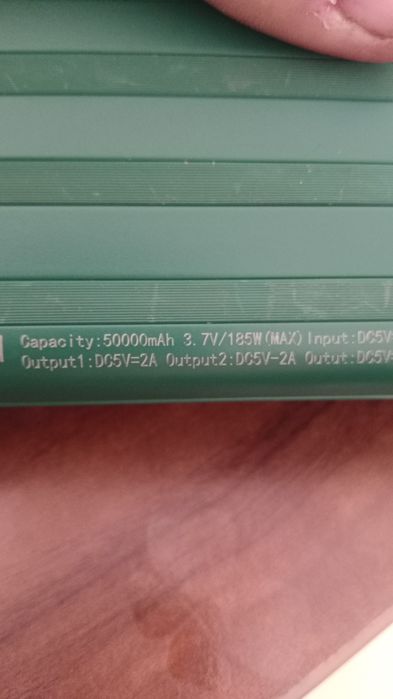 Capacity:50000mAh 3.7V/185W(MAX) Input:DC5V
Output1:DC5V=2A Output2:DC5V-2A Outut:DC5V